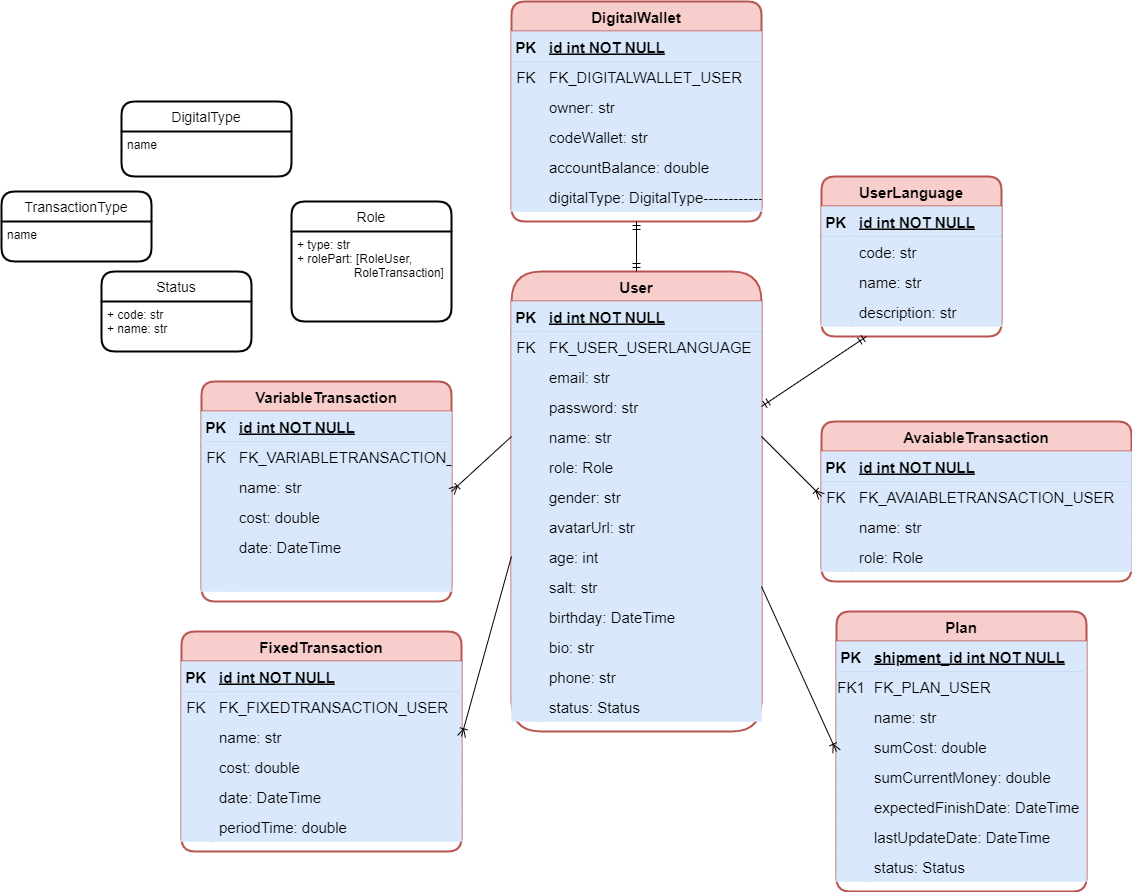 DigitalWallet
PK id int NOT NULL
FK FK_DIGITALWALLET_USER
owner: str
codeWallet: str
accountBalance: double
digitalType: DigitalType------------
DigitalType
name
TransactionType
name
Role
+ type: str
+ rolePart: [RoleUser,
RoleTransaction]
Status
+ code: str
+ name: str
UserLanguage
PK id int NOT NULL
code: str
name: str
description: str
User
PK id int NOT NULL
FK FK_USER_USERLANGUAGE
email: str
password: str
name: str
role: Role
gender: str
avatarUrl: str
age: int
salt: str
birthday: DateTime
bio: str
phone: str
status: Status
VariableTransaction
PK id int NOT NULL
FK FK_VARIABLETRANSACTION_
name: str
cost: double
date: DateTime
AvaiableTransaction
PK id int NOT NULL
FK FK_AVAIABLETRANSACTION_USER
name: str
role: Role
FixedTransaction
PK id int NOT NULL
FK FK_FIXEDTRANSACTION_USER
name: str
cost: double
date: DateTime
periodTime: double
Plan
PK shipment_id int NOT NULL
FK1 FK_PLAN_USER
name: str
sumCost: double
sumCurrentMoney: double
expectedFinishDate: DateTime
lastUpdateDate: DateTime
status: Status